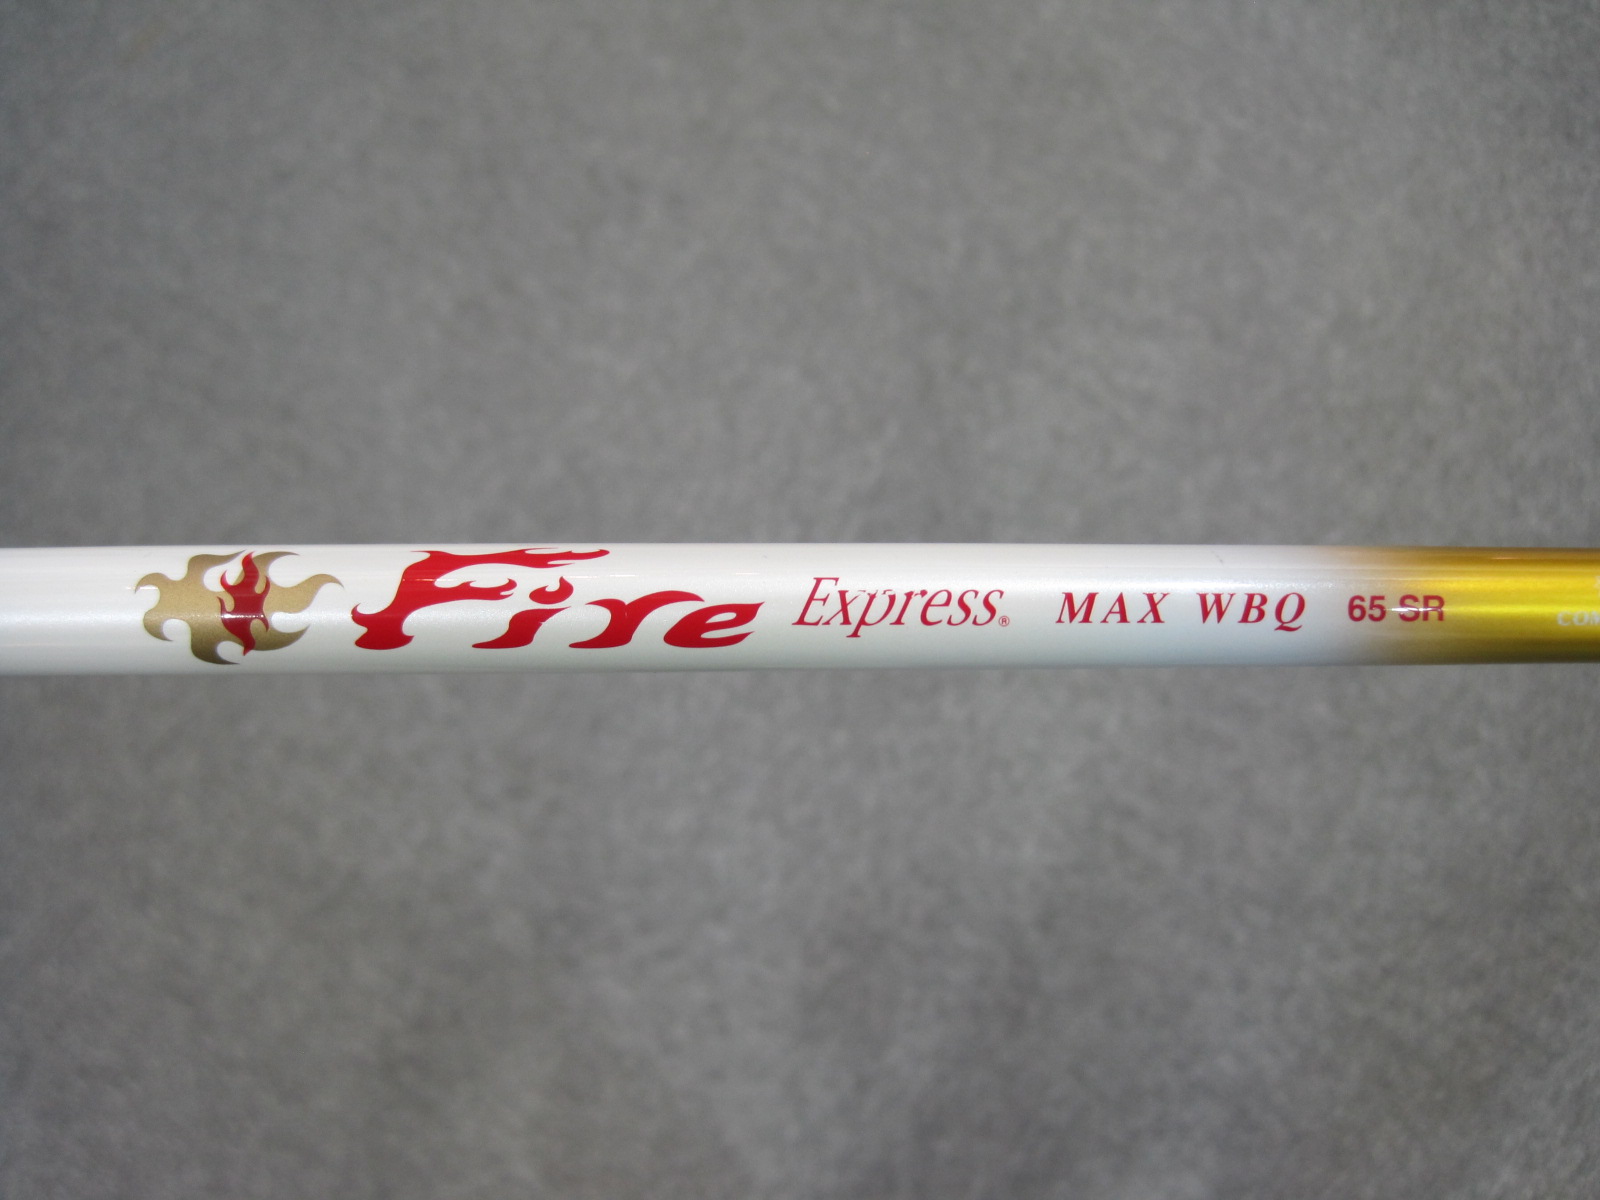 Fire Express® MAX WBQ 65 SR